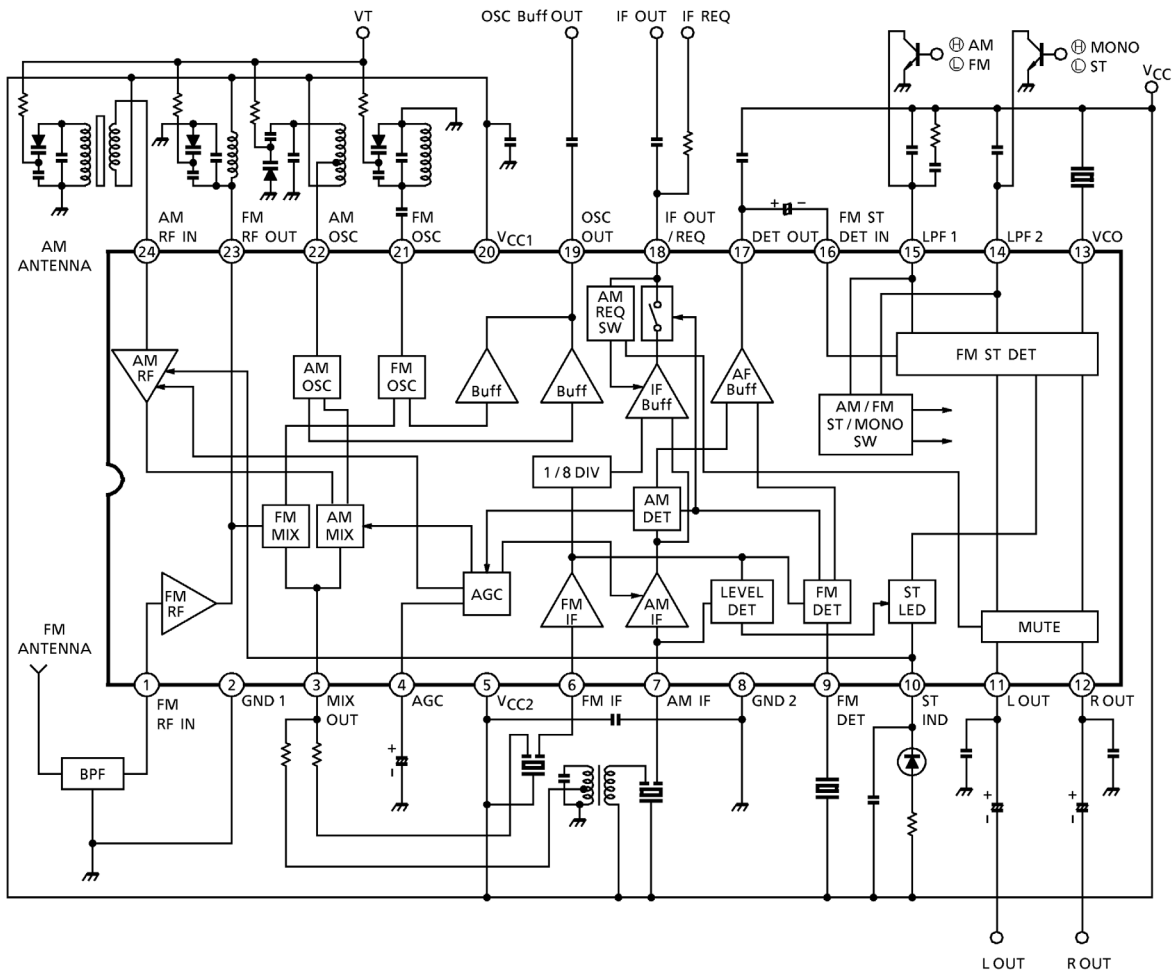 VT
OSC Buff OUT
IF OUT
IF REQ
Ⓗ AM
Ⓛ FM
Ⓗ MONO
Ⓛ ST
VCC
+ -
AM
RF IN
FM
RF OUT
AM
OSC
FM
OSC
VCC1
OSC
OUT
IF OUT
/REQ
DET OUT
FM ST
DET IN
LPF 1
LPF 2
VCO
AM
ANTENNA
24
23
22
21
20
19
18
17
16
15
14
13
AM
RF
AM
OSC
FM
OSC
Buff
Buff
AM
REQ
SW
IF
Buff
AF
Buff
FM ST DET
AM / FM
ST / MONO
SW
1 / 8 DIV
FM
MIX
AM
MIX
AM
DET
AGC
FM
RF
FM
IF
AM
IF
LEVEL
DET
FM
DET
ST
LED
MUTE
FM
ANTENNA
1
2
3
4
5
6
7
8
9
10
11
12
FM
RF IN
GND 1
MIX
OUT
AGC
VCC2
FM IF
AM IF
GND 2
FM
DET
ST
IND
L OUT
R OUT
BPF
+
-
+
-
+
-
L OUT
R OUT